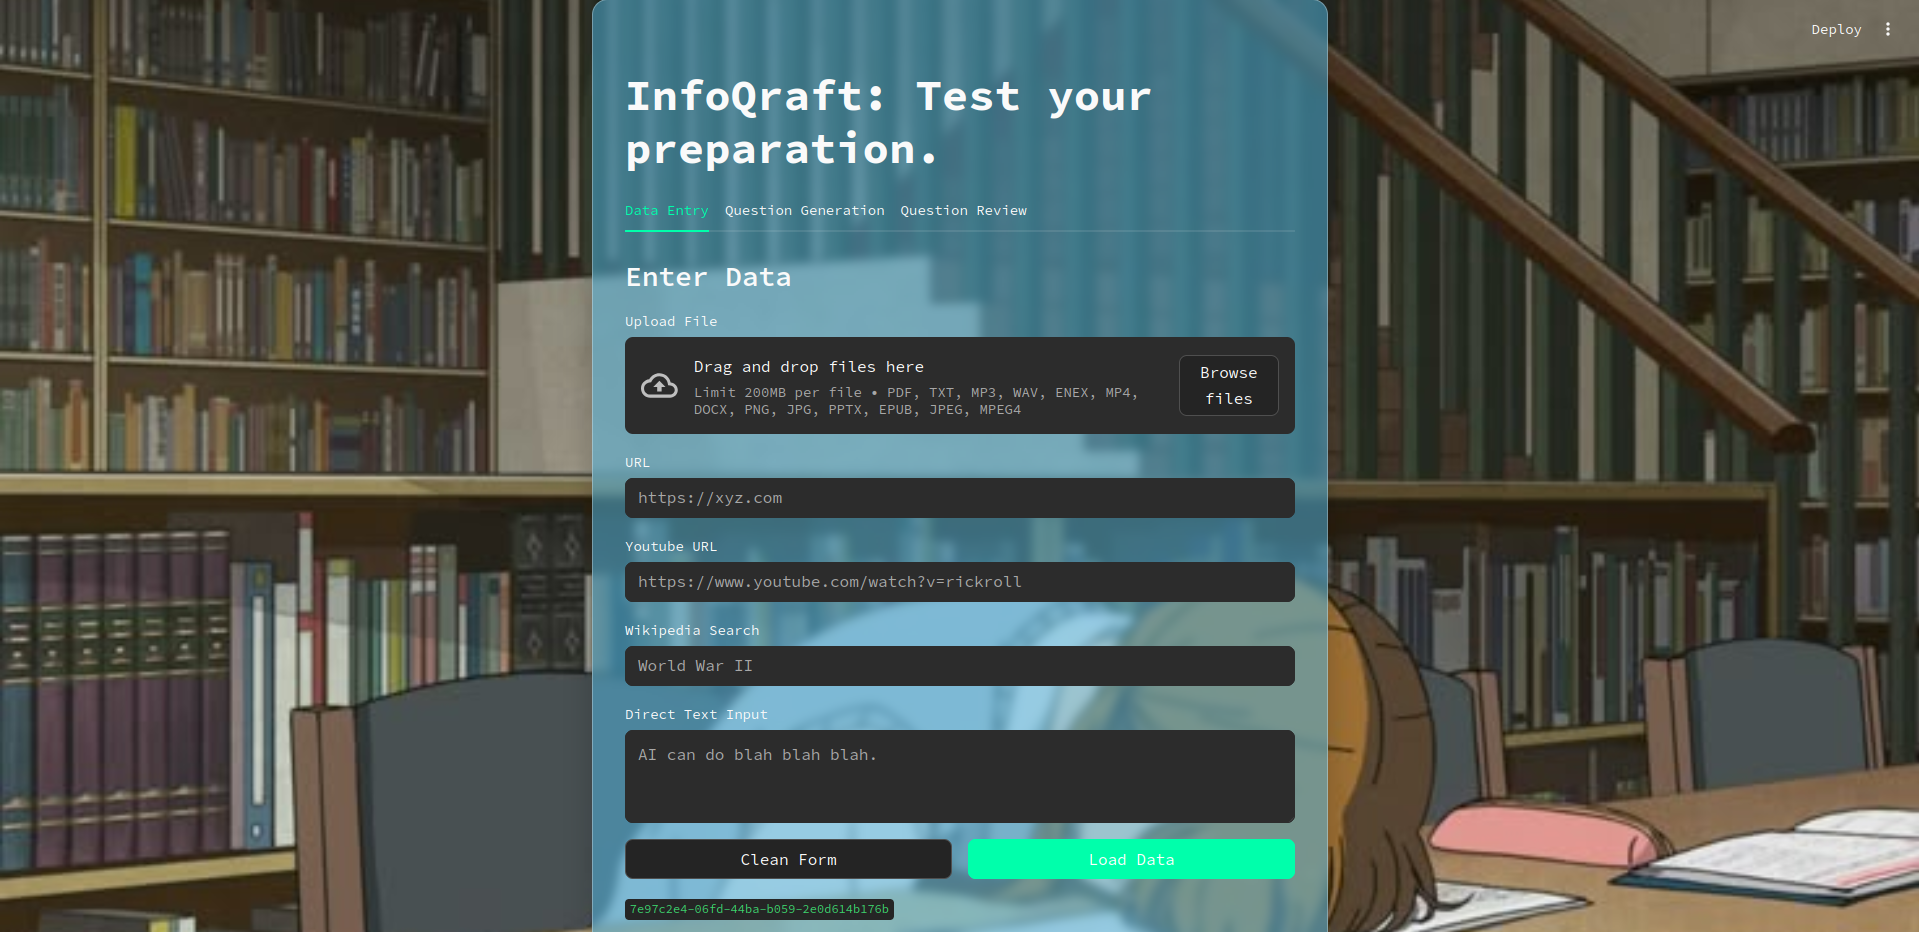 Deploy
InfoQraft: Test your
preparation.
Data Entry Question Generation Question Review
Enter Data
Upload File
Drag and drop files here
Limit 200MB per file • PDF, TXT, MP3, WAV, ENEX, MP4,
DOCX, PNG, JPG, PPTX, EPUB, JPEG, MPEG4
Browse
files
URL
https://xyz.com
Youtube URL
https://www.youtube.com/watch?v=rickroll
Wikipedia Search
World War II
Direct Text Input
AI can do blah blah blah.
Clean Form
Load Data
7e97c2e4-06fd-44ba-b059-2e0d614b176b